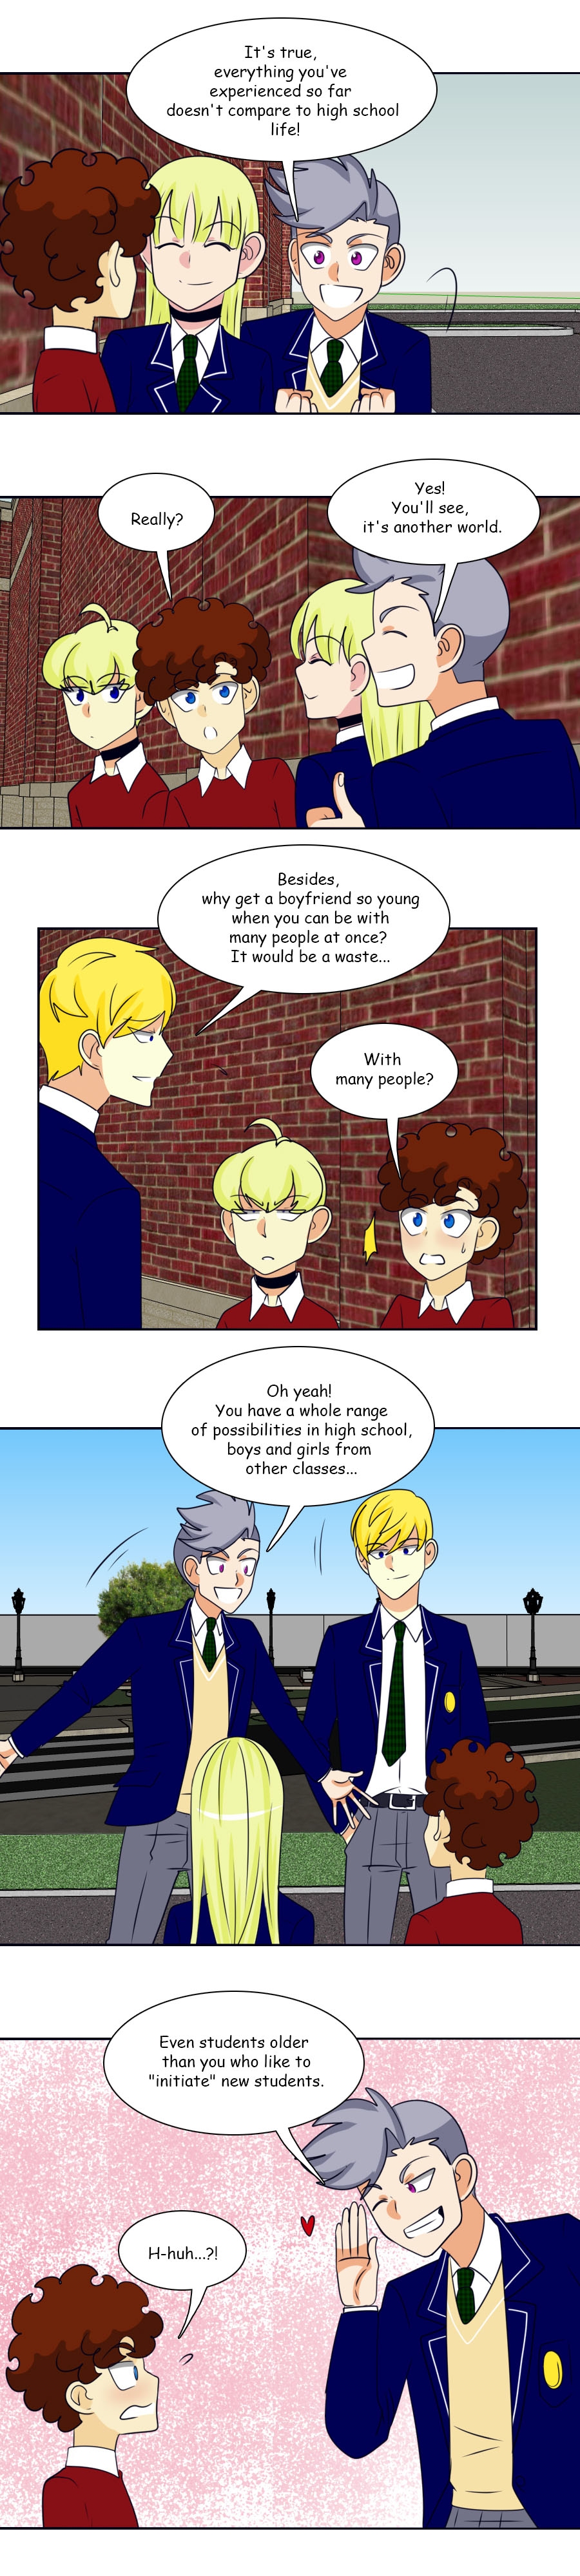 It's true,
everything you've
experienced so far
doesn't compare to high school
life!
Really?
Yes!
You'll see,
it's another world.
Besides,
why get a boyfriend so young
when you can be with
many people at once?
It would be a waste...
With
many people?
Oh yeah!
You have a whole range
of possibilities in high school,
boys and girls from
other classes...
Even students older
than you who like to
"initiate" new students.
H-huh...?!